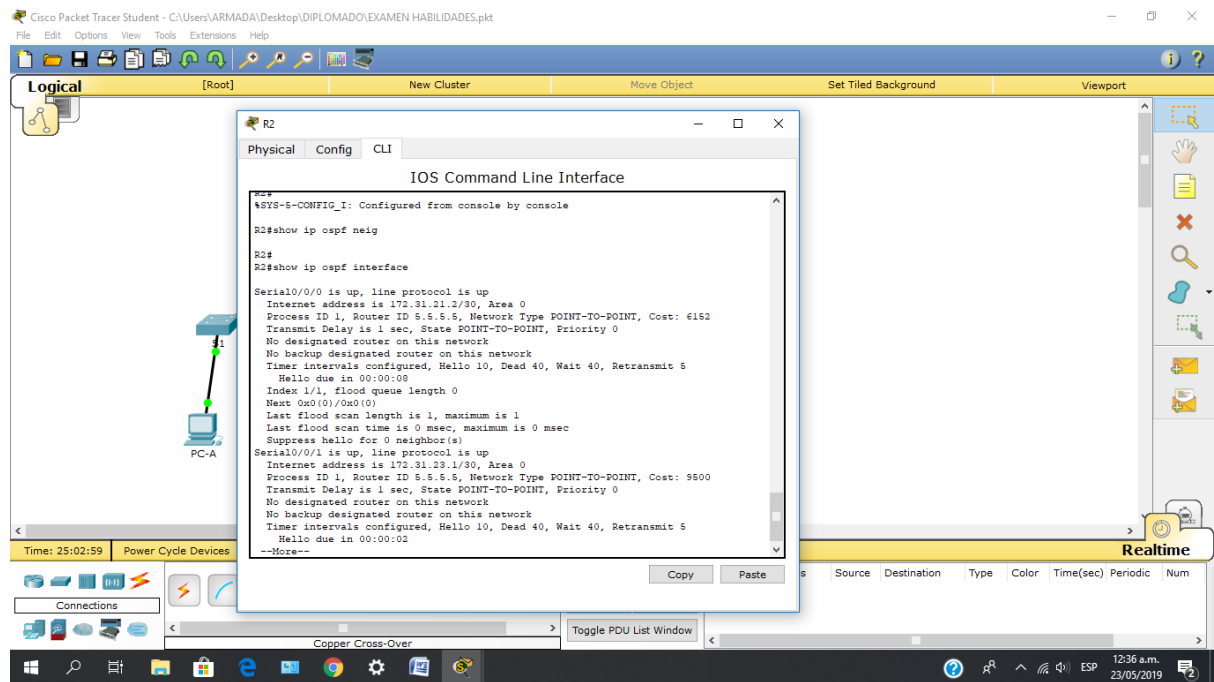 Cisco Packet Tracer Student - C:\Users\ARMADA\Desktop\DIPLOMADO\EXAMEN HABILIDADES.pkt
File Edit Options View Tools Extensions Help
Logical [Root] New Cluster Move Object Set Tiled Background Viewport
R2
Physical Config CLI
IOS Command Line Interface
R2#
%SYS-5-CONFIG_I: Configured from console by console
R2#show ip ospf neig
R2#
R2#show ip ospf interface
Serial0/0/0 is up, line protocol is up
Internet address is 172.31.21.2/30, Area 0
Process ID 1, Router ID 5.5.5.5, Network Type POINT-TO-POINT, Cost: 6152
Transmit Delay is 1 sec, State POINT-TO-POINT, Priority 0
No designated router on this network
No backup designated router on this network
Timer intervals configured, Hello 10, Dead 40, Wait 40, Retransmit 5
Hello due in 00:00:08
Index 1/1, flood queue length 0
Next 0x0(0)/0x0(0)
Last flood scan length is 1, maximum is 1
Last flood scan time is 0 msec, maximum is 0 msec
Suppress hello for 0 neighbor(s)
Serial0/0/1 is up, line protocol is up
Internet address is 172.31.23.1/30, Area 0
Process ID 1, Router ID 5.5.5.5, Network Type POINT-TO-POINT, Cost: 9500
Transmit Delay is 1 sec, State POINT-TO-POINT, Priority 0
No designated router on this network
No backup designated router on this network
Timer intervals configured, Hello 10, Dead 40, Wait 40, Retransmit 5
Hello due in 00:00:02
--More--
Copy Paste
S1
PC-A
Time: 25:02:59 Power Cycle Devices
Realtime
Connections
Copper Cross-Over
Toggle PDU List Window
s Source Destination Type Color Time(sec) Periodic Num
ESP
12:36 a.m.
23/05/2019
2